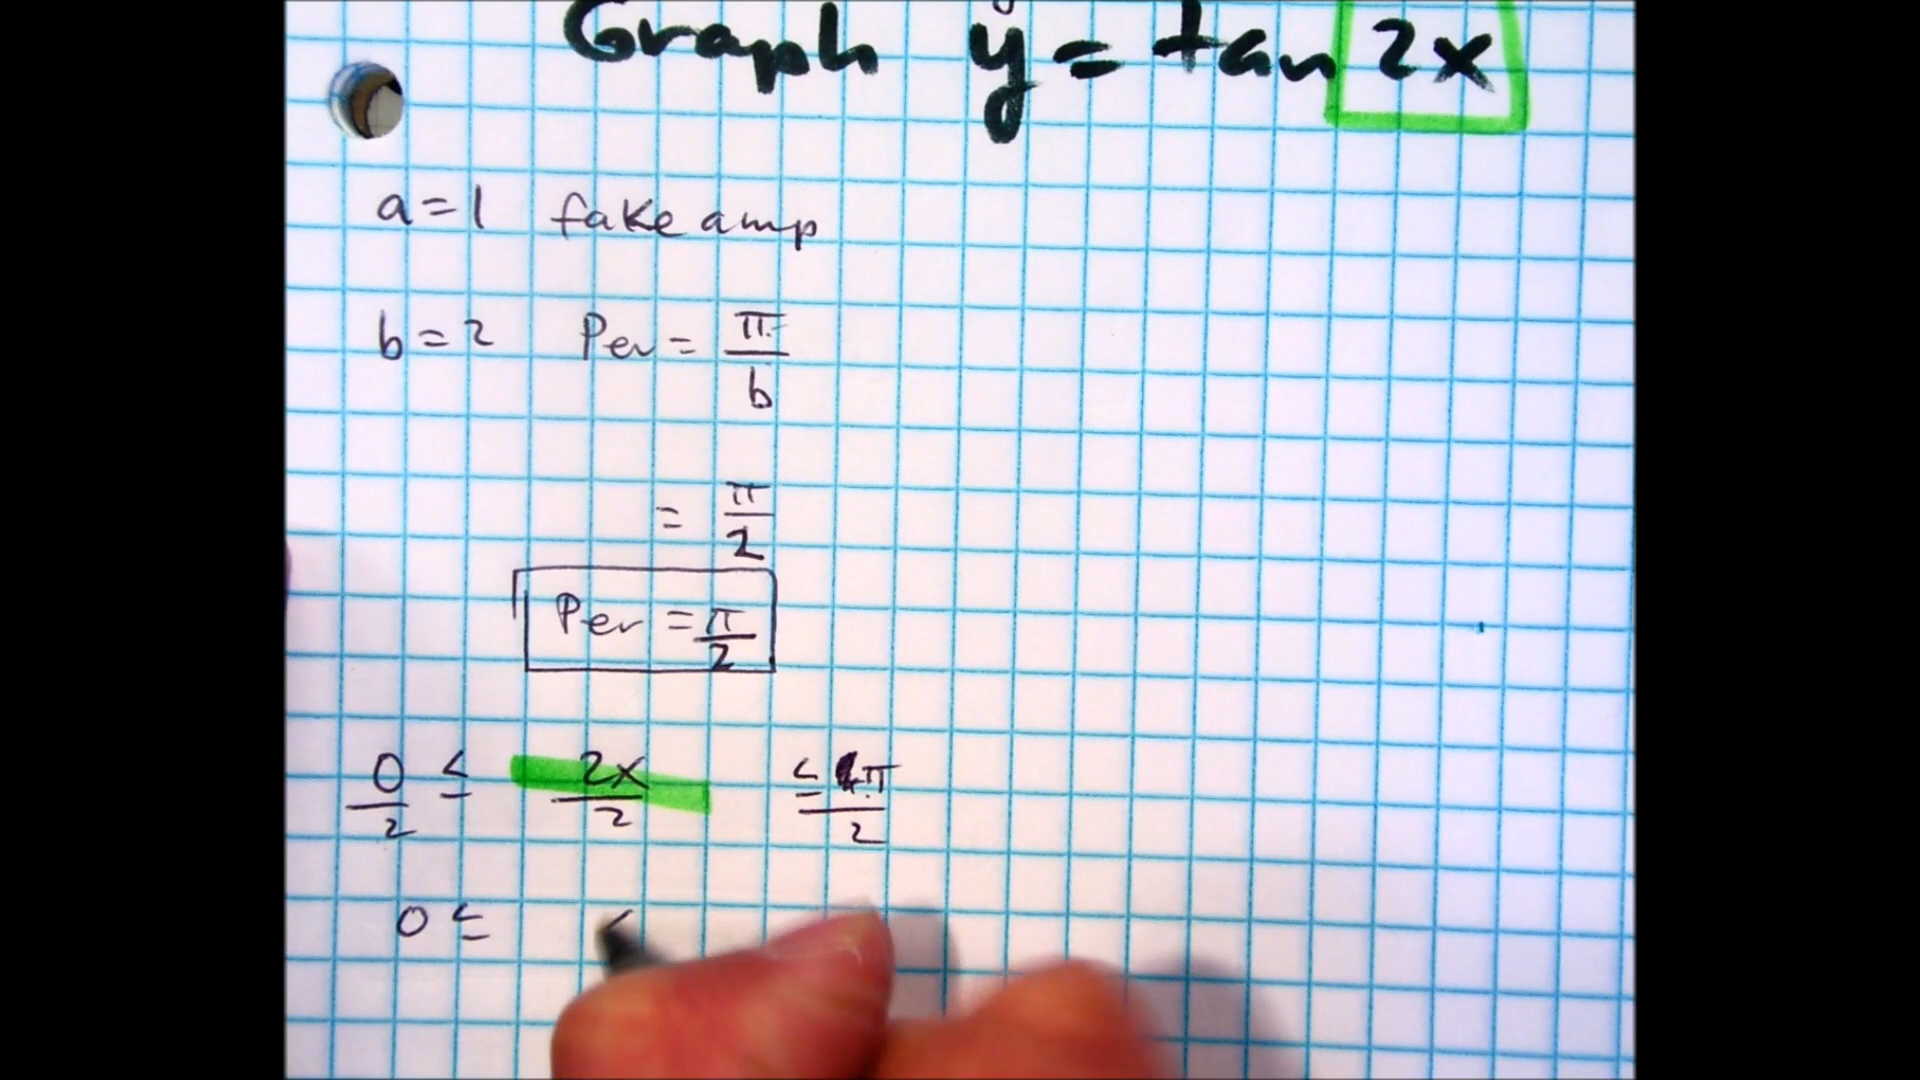 Graph y = tan 2x
a = 1 fake amp
b = 2 Per = π/b
= π/2
Per = π/2
0/2 ≤ 2x/2 ≤ π/2
0 ≤ <